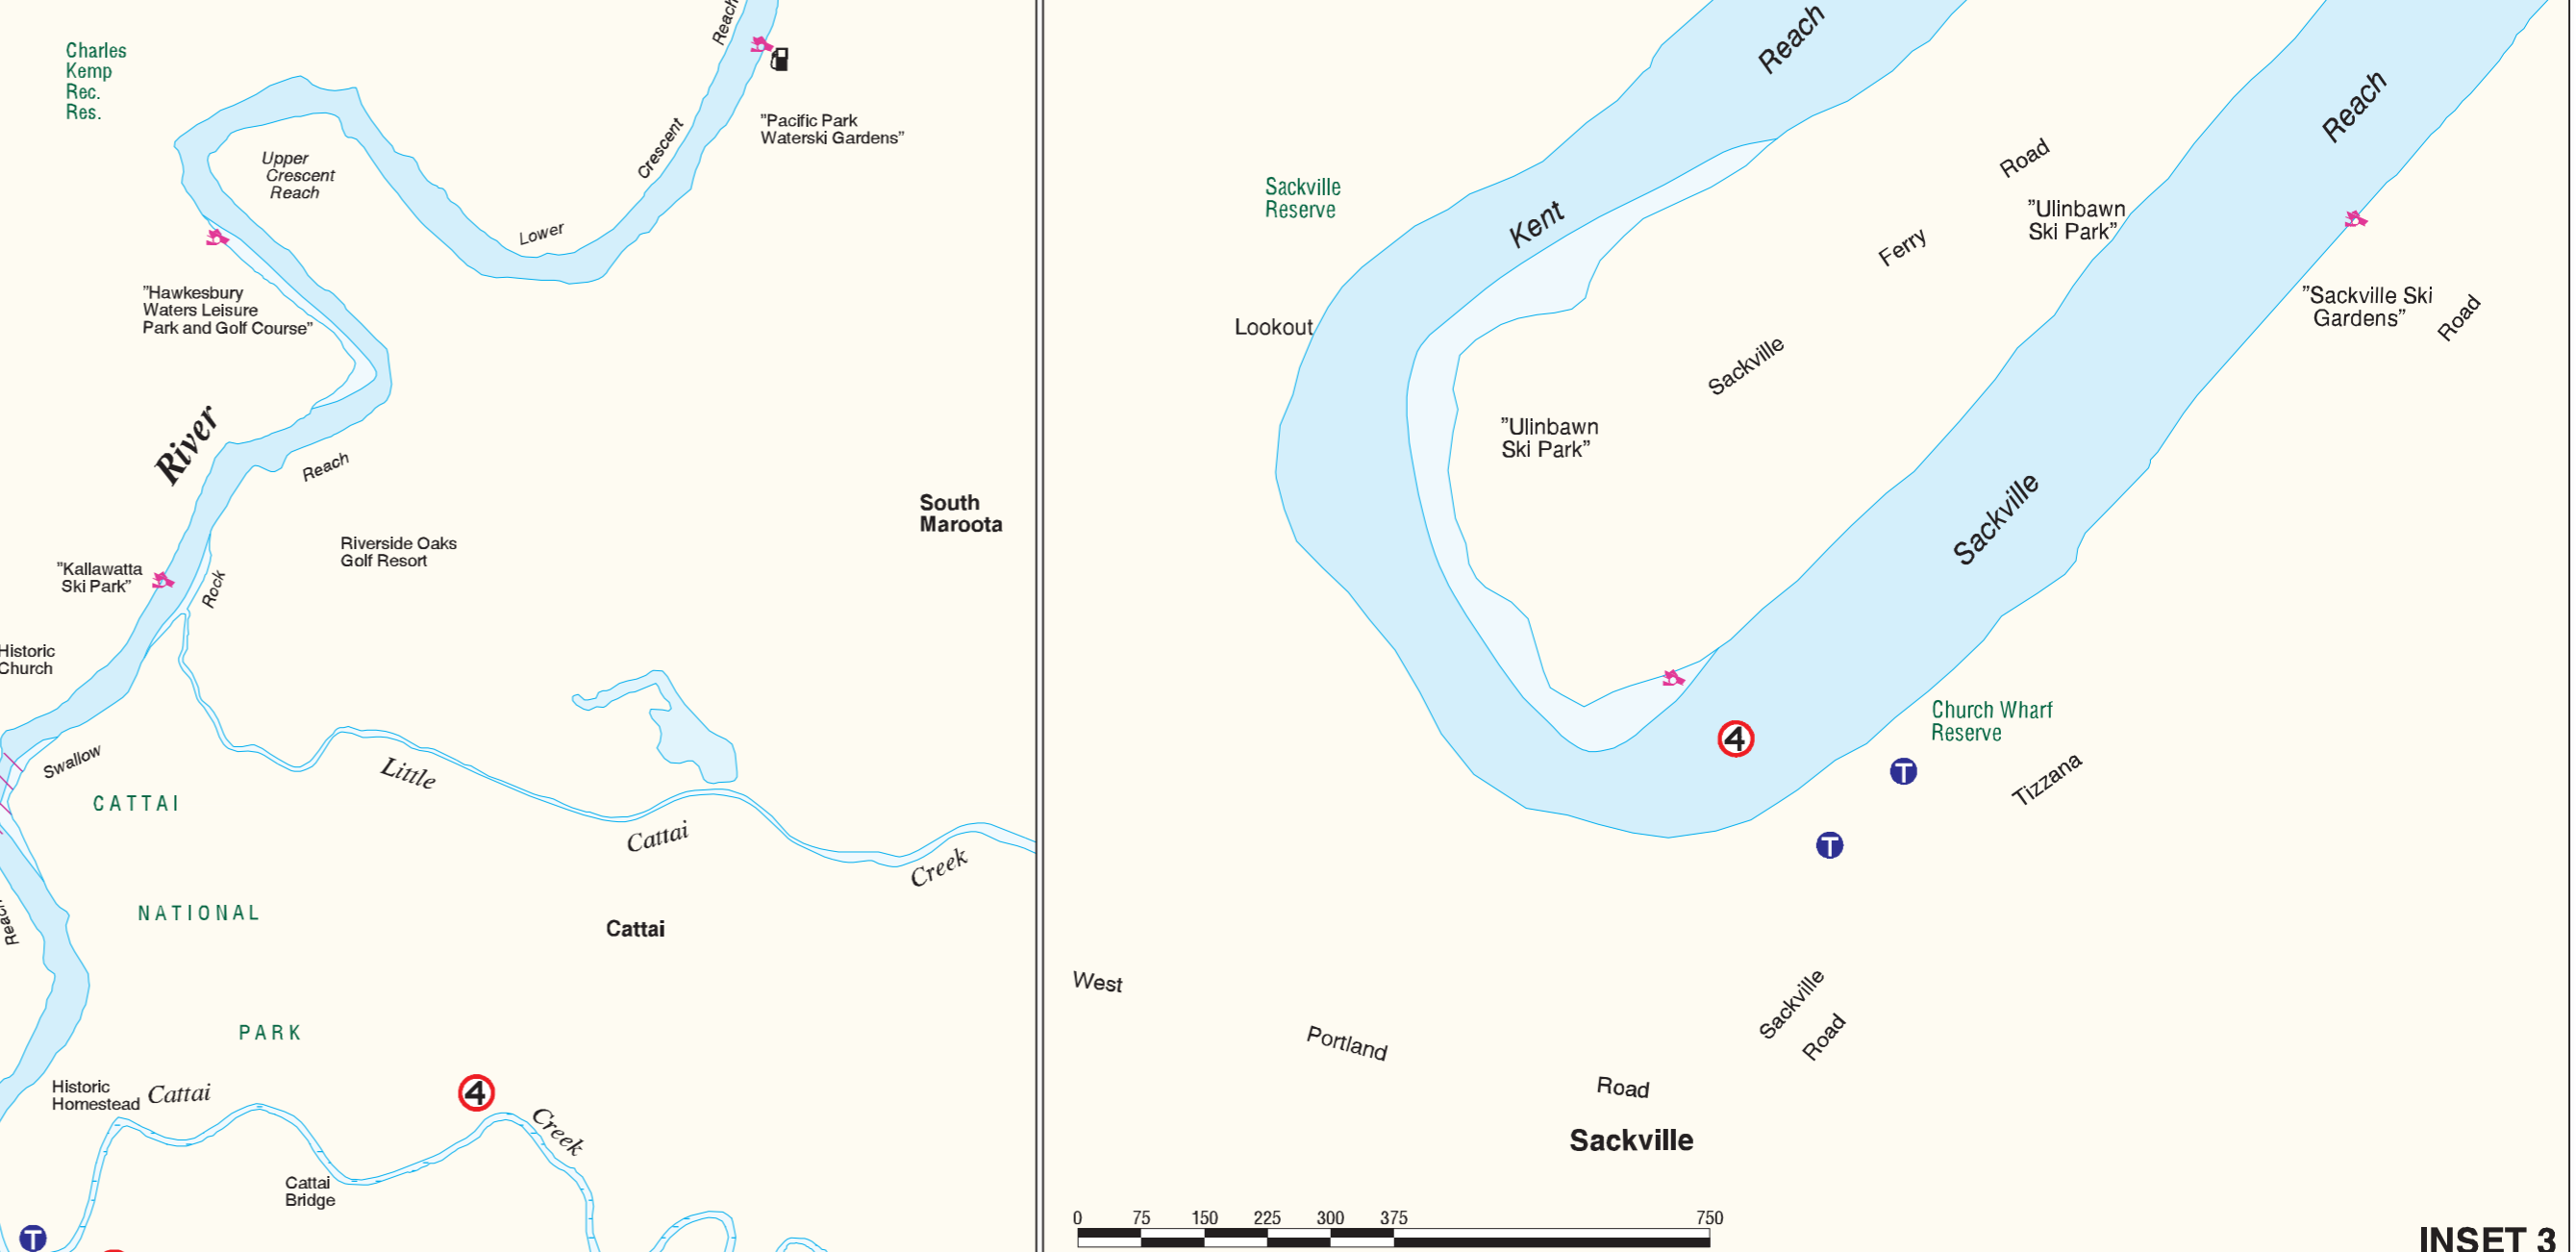 Charles
Kemp
Rec.
Res.
Reach
"Pacific Park
Waterski Gardens"
Upper
Crescent
Reach
Crescent
Lower
"Hawkesbury
Waters Leisure
Park and Golf Course"
River
Reach
South
Maroota
Riverside Oaks
Golf Resort
"Kallawatta
Ski Park"
Rock
Historic
Church
Swallow
CATTAI
Little
Cattai
Creek
NATIONAL
Reach
Cattai
PARK
Historic
Homestead
Cattai
4
Creek
Cattai
Bridge
T
Reach
Reach
Sackville
Reserve
Kent
Road
"Ulinbawn
Ski Park"
Ferry
Lookout
"Sackville Ski
Gardens"
Road
Sackville
"Ulinbawn
Ski Park"
Sackville
4
Church Wharf
Reserve
T
Tizzana
T
West
Portland
Road
Sackville
Road
Sackville
0 75 150 225 300 375 750
INSET 3